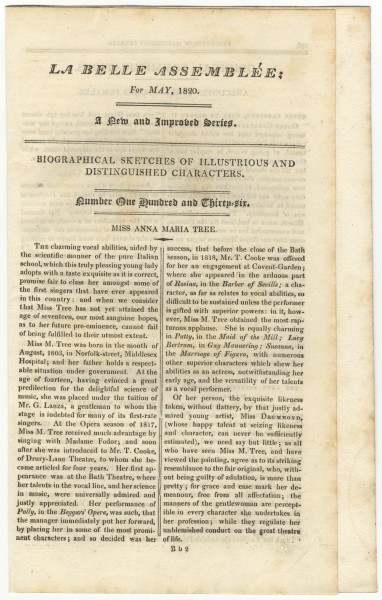 LA BELLE ASSEMBLÉE;
For MAY, 1820.
A New and Improved Series.
BIOGRAPHICAL SKETCHES OF ILLUSTRIOUS AND
DISTINGUISHED CHARACTERS.
Number One Hundred and Thirty-six.
MISS ANNA MARIA TREE.
THE charming vocal abilities, aided by
the scientific manner of the pure Italian
school, which this truly pleasing young lady
adopts with a taste exquisite as it is correct,
promise fair to class her amongst some of
the first singers that have ever appeared
in this country: and when we consider
that Miss Tree has not yet attained the
age of seventeen, our most sanguine hopes,
as to her future pre-eminence, cannot fail
of being fulfilled to their utmost extent.
Miss M. Tree was born in the month of
August, 1803, in Norfolk-street, Middlesex
Hospital; and her father holds a respect-
able situation under government. At the
age of fourteen, having evinced a great
predilection for the delightful science of
music, she was placed under the tuition of
Mr. G. Lanza, a gentleman to whom the
stage is indebted for many of its first-rate
singers. At the Opera season of 1817,
Miss M. Tree received much advantage by
singing with Madame Fodor; and soon
after she was introduced to Mr. T. Cooke,
of Drury-Lane Theatre, to whom she be-
came articled for four years. Her first ap-
pearance was at the Bath Theatre, where
her talents in the vocal line, and her science
in music, were universally admired and
justly appreciated. Her performance of
Polly, in the Beggars' Opera, was such, that
the manager immediately put her forward,
by placing her in some of the most promi-
nent characters; and so decided was her
success, that before the close of the Bath
season, in 1818, Mr. T. Cooke was offered
for her an engagement at Covent-Garden;
where she appeared in the arduous part
of Rosina, in the Barber of Seville; a cha-
racter, as far as relates to vocal abilities, so
difficult to be sustained unless the performer
is gifted with superior powers: in it, how-
ever, Miss M. Tree obtained the most rap-
turous applause. She is equally charming
in Patty, in the Maid of the Mill; Lucy
Bertram, in Guy Mannering; Susanna, in
the Marriage of Figaro, with numerous
other superior characters which shew her
abilities as an actress, notwithstanding her
early age, and the versatility of her talents
as a vocal performer.
Of her person, the exquisite likeness
taken, without flattery, by that justly ad-
mired young artist, Miss DRUMMOND,
(whose happy talent at seizing likeness
and character, can never be sufficiently
estimated), we need say but little; as all
who have seen Miss M. Tree, and have
viewed the painting, agree as to its striking
resemblance to the fair original, who, with-
out being guilty of adulation, is more than
pretty; for grace and ease mark her de-
meanour, free from all affectation; the
manners of the gentlewoman are percept-
ible in every character she undertakes in
her profession; while they regulate her
unblemished conduct on the great theatre
of life.
B b 2